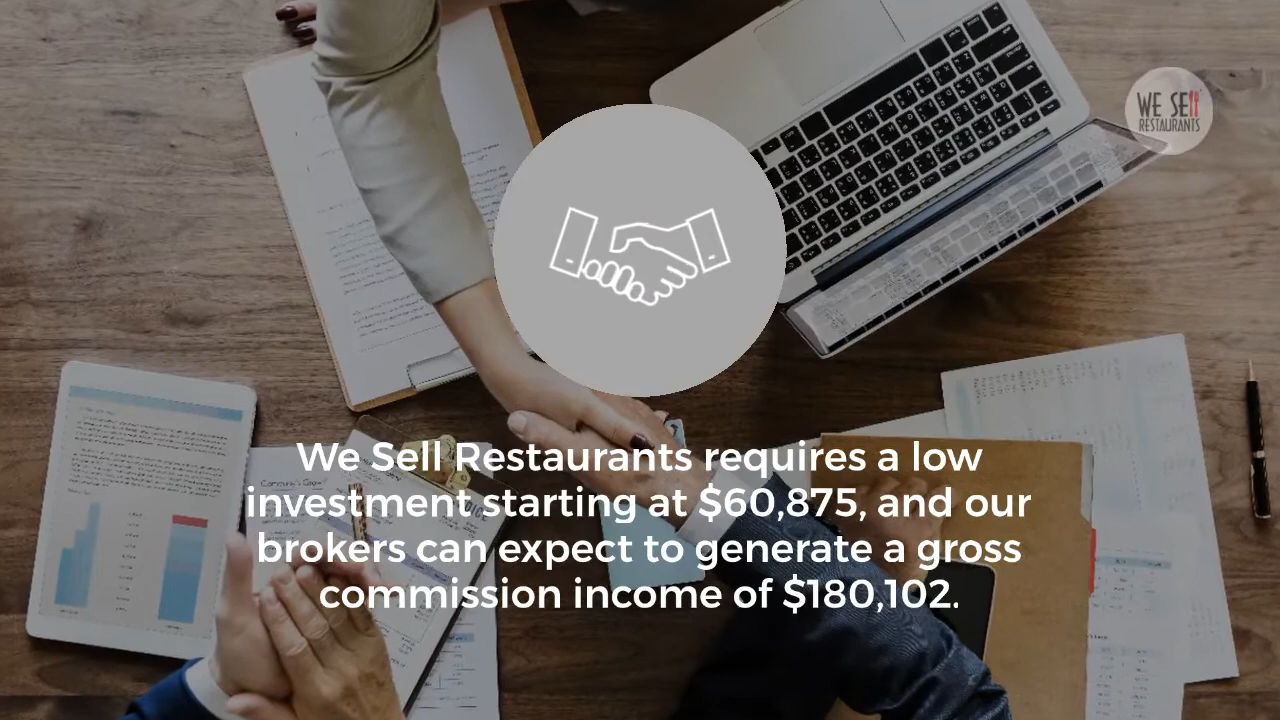 WE SEll
RESTAURANTS
We Sell Restaurants requires a low
investment starting at $60,875, and our
brokers can expect to generate a gross
commission income of $180,102.